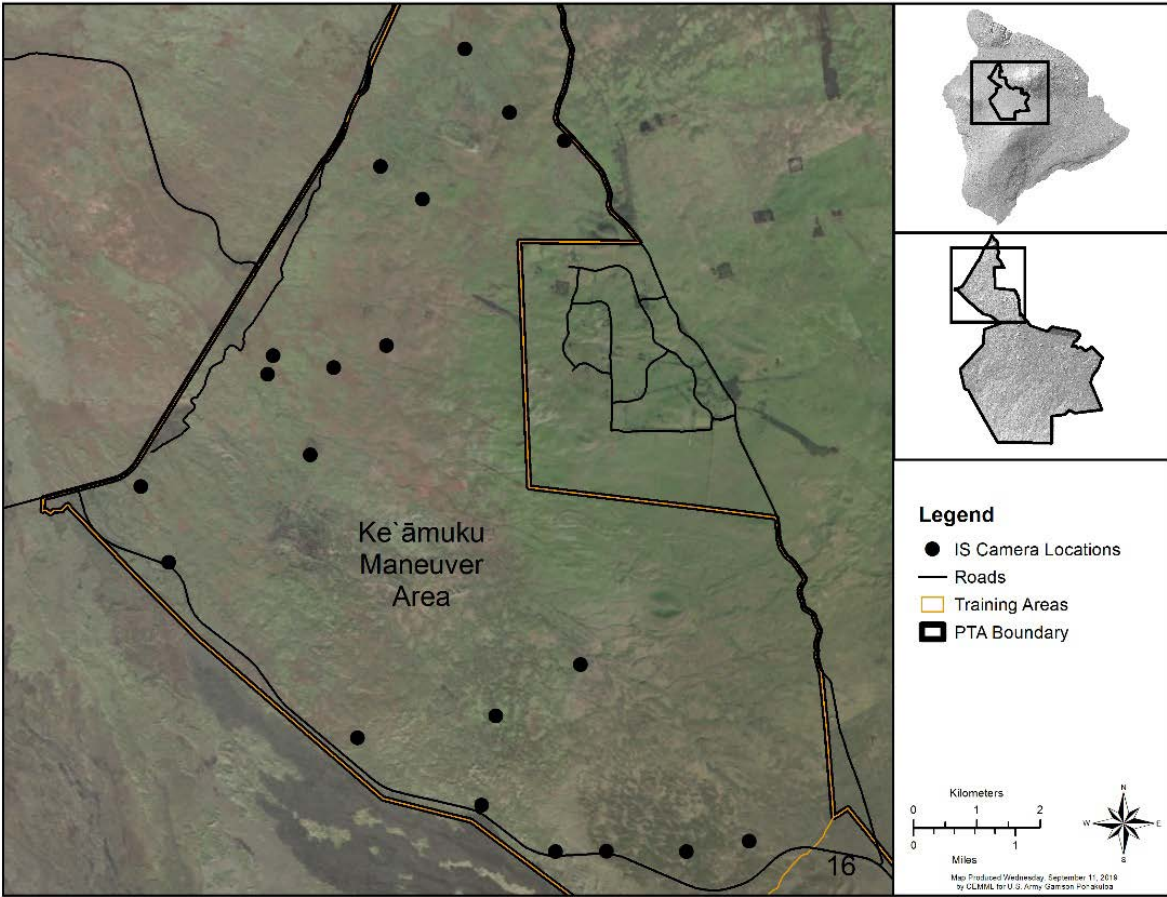 Ke`āmuku
Maneuver
Area
16
Legend
IS Camera Locations
Roads
Training Areas
PTA Boundary
Kilometers
0 1 2
0 1
Miles
N
W E
S
Map Produced Wednesday, September 11, 2019
by CEMML for U.S. Army Garrison Pohakuloa